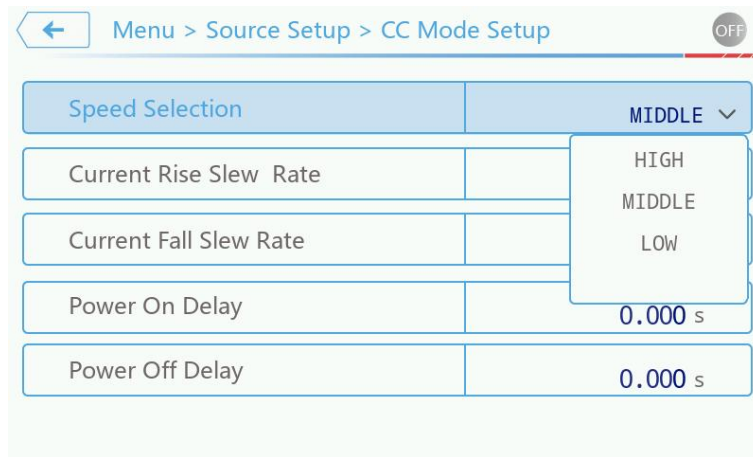 Menu > Source Setup > CC Mode Setup
OFF
Speed Selection
MIDDLE
HIGH
MIDDLE
LOW
Current Rise Slew Rate
Current Fall Slew Rate
Power On Delay
0.000 s
Power Off Delay
0.000 s